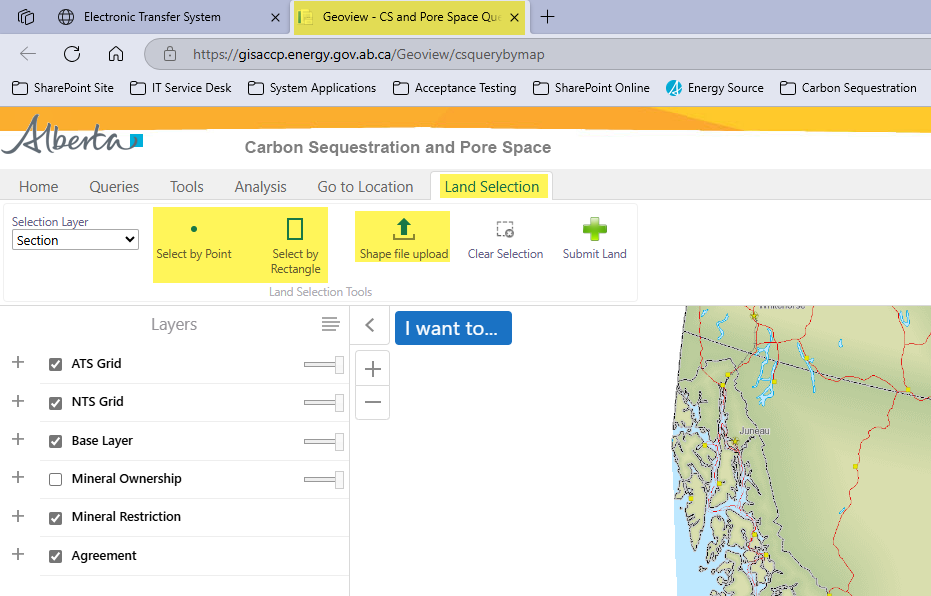 Electronic Transfer System
Geoview - CS and Pore Space Que
https://gisaccp.energy.gov.ab.ca/Geoview/csquerybymap
SharePoint Site
IT Service Desk
System Applications
Acceptance Testing
SharePoint Online
Energy Source
Carbon Sequestration
Alberta
Carbon Sequestration and Pore Space
Home
Queries
Tools
Analysis
Go to Location
Land Selection
Selection Layer
Section
Select by Point
Select by
Rectangle
Shape file upload
Clear Selection
Submit Land
Land Selection Tools
Layers
I want to...
ATS Grid
NTS Grid
Base Layer
Mineral Ownership
Mineral Restriction
Agreement
Whitehorse
Juneau